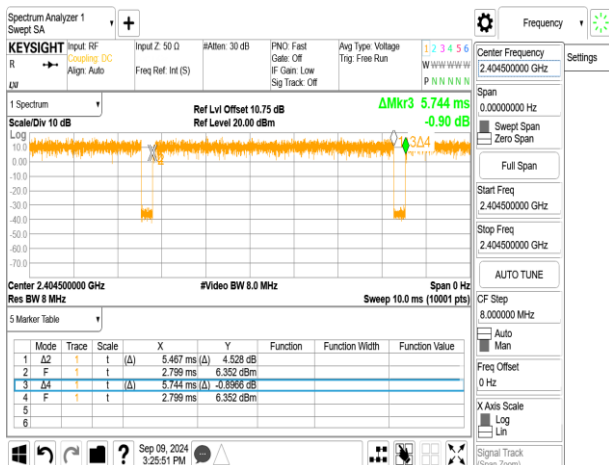 Spectrum Analyzer 1
Swept SA
Frequency
KEYSIGHT
R
Input: RF
Coupling: DC
Align: Auto
Input Z: 50 Ω
Freq Ref: Int (S)
#Atten: 30 dB
PNO: Fast
Gate: Off
IF Gain: Low
Sig Track: Off
Avg Type: Voltage
Trig: Free Run
1 2 3 4 5 6
W W W W W W
P N N N N N
LXI
Center Frequency
2.404500000 GHz
Settings
Span
0.00000000 Hz
Swept Span
Zero Span
Full Span
Start Freq
2.404500000 GHz
Stop Freq
2.404500000 GHz
AUTO TUNE
CF Step
8.000000 MHz
Auto
Man
Freq Offset
0 Hz
X Axis Scale
Log
Lin
Signal Track
(Span Zoom)
1 Spectrum
Scale/Div 10 dB
Ref Lvl Offset 10.75 dB
Ref Level 20.00 dBm
ΔMkr3 5.744 ms
-0.90 dB
Log
10.0
0.00
-10.0
-20.0
-30.0
-40.0
-50.0
-60.0
-70.0
3Δ4
Center 2.404500000 GHz
Res BW 8 MHz
#Video BW 8.0 MHz
Span 0 Hz
Sweep 10.0 ms (10001 pts)
5 Marker Table
Mode Trace Scale X Y Function Function Width Function Value
1 Δ2 1 t (Δ) 5.467 ms (Δ) 4.528 dB
2 F 1 t 2.799 ms 6.352 dBm
3 Δ4 1 t (Δ) 5.744 ms (Δ) -0.8966 dB
4 F 1 t 2.799 ms 6.352 dBm
5
6
Sep 09, 2024
3:25:51 PM